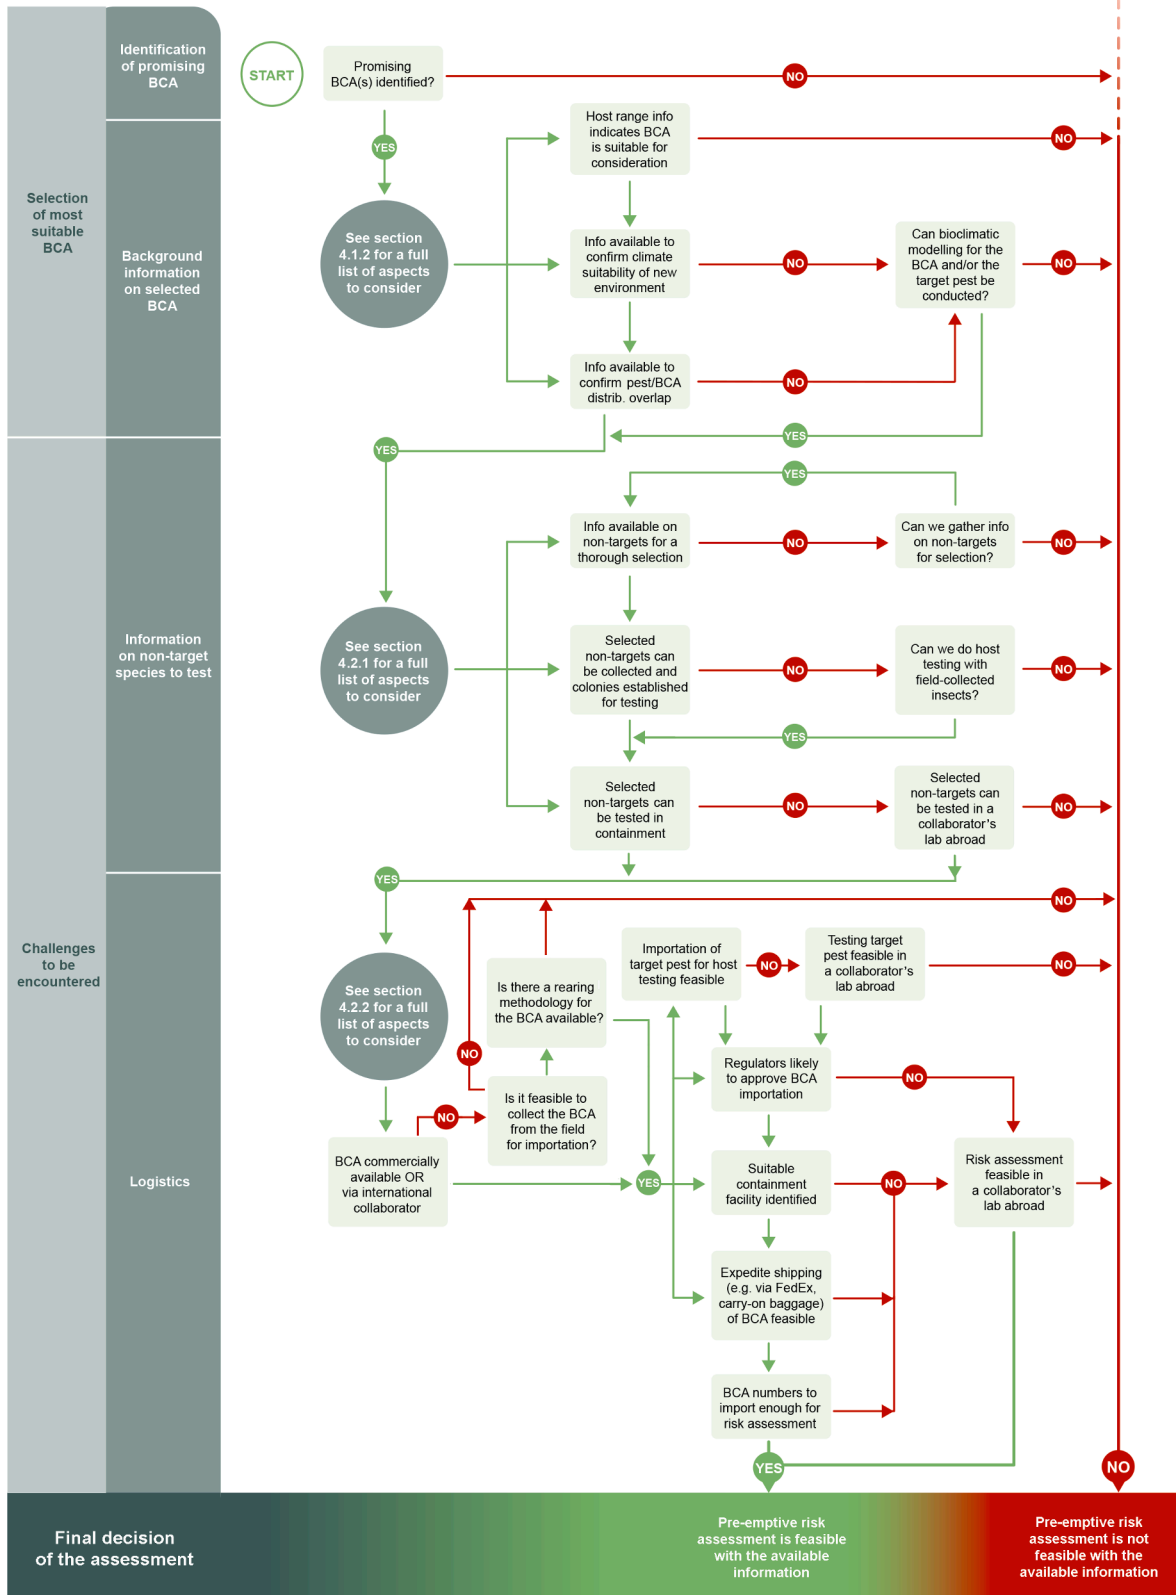 Identification
of promising
BCA
START
Promising
BCA(s) identified?
NO
YES
Host range info
indicates BCA
is suitable for
consideration
NO
Selection
of most
suitable
BCA
Background
information
on selected
BCA
See section
4.1.2 for a full
list of aspects
to consider
Info available to
confirm climate
suitability of new
environment
NO
Can bioclimatic
modelling for the
BCA and/or the
target pest be
conducted?
NO
Info available to
confirm pest/BCA
distrib. overlap
NO
YES
YES
YES
Info available on
non-targets for a
thorough selection
NO
Can we gather info
on non-targets
for selection?
NO
Information
on non-target
species to test
See section
4.2.1 for a full
list of aspects
to consider
Selected
non-targets can
be collected and
colonies established
for testing
NO
Can we do host
testing with
field-collected
insects?
NO
YES
Selected
non-targets can
be tested in
containment
NO
Selected
non-targets can
be tested in a
collaborator's
lab abroad
NO
YES
NO
Challenges
to be
encountered
Logistics
See section
4.2.2 for a full
list of aspects
to consider
Is there a rearing
methodology for
the BCA available?
Importation of
target pest for host
testing feasible
NO
Testing target
pest feasible in
a collaborator's
lab abroad
NO
NO
Is it feasible to
collect the BCA
from the field
for importation?
NO
Regulators likely
to approve BCA
importation
NO
BCA commercially
available OR
via international
collaborator
YES
Suitable
containment
facility identified
NO
Risk assessment
feasible in
a collaborator's
lab abroad
Expedite shipping
(e.g. via FedEx,
carry-on baggage)
of BCA feasible
BCA numbers to
import enough for
risk assessment
YES
NO
Final decision
of the assessment
Pre-emptive risk
assessment is feasible
with the available
information
Pre-emptive risk
assessment is not
feasible with the
available information